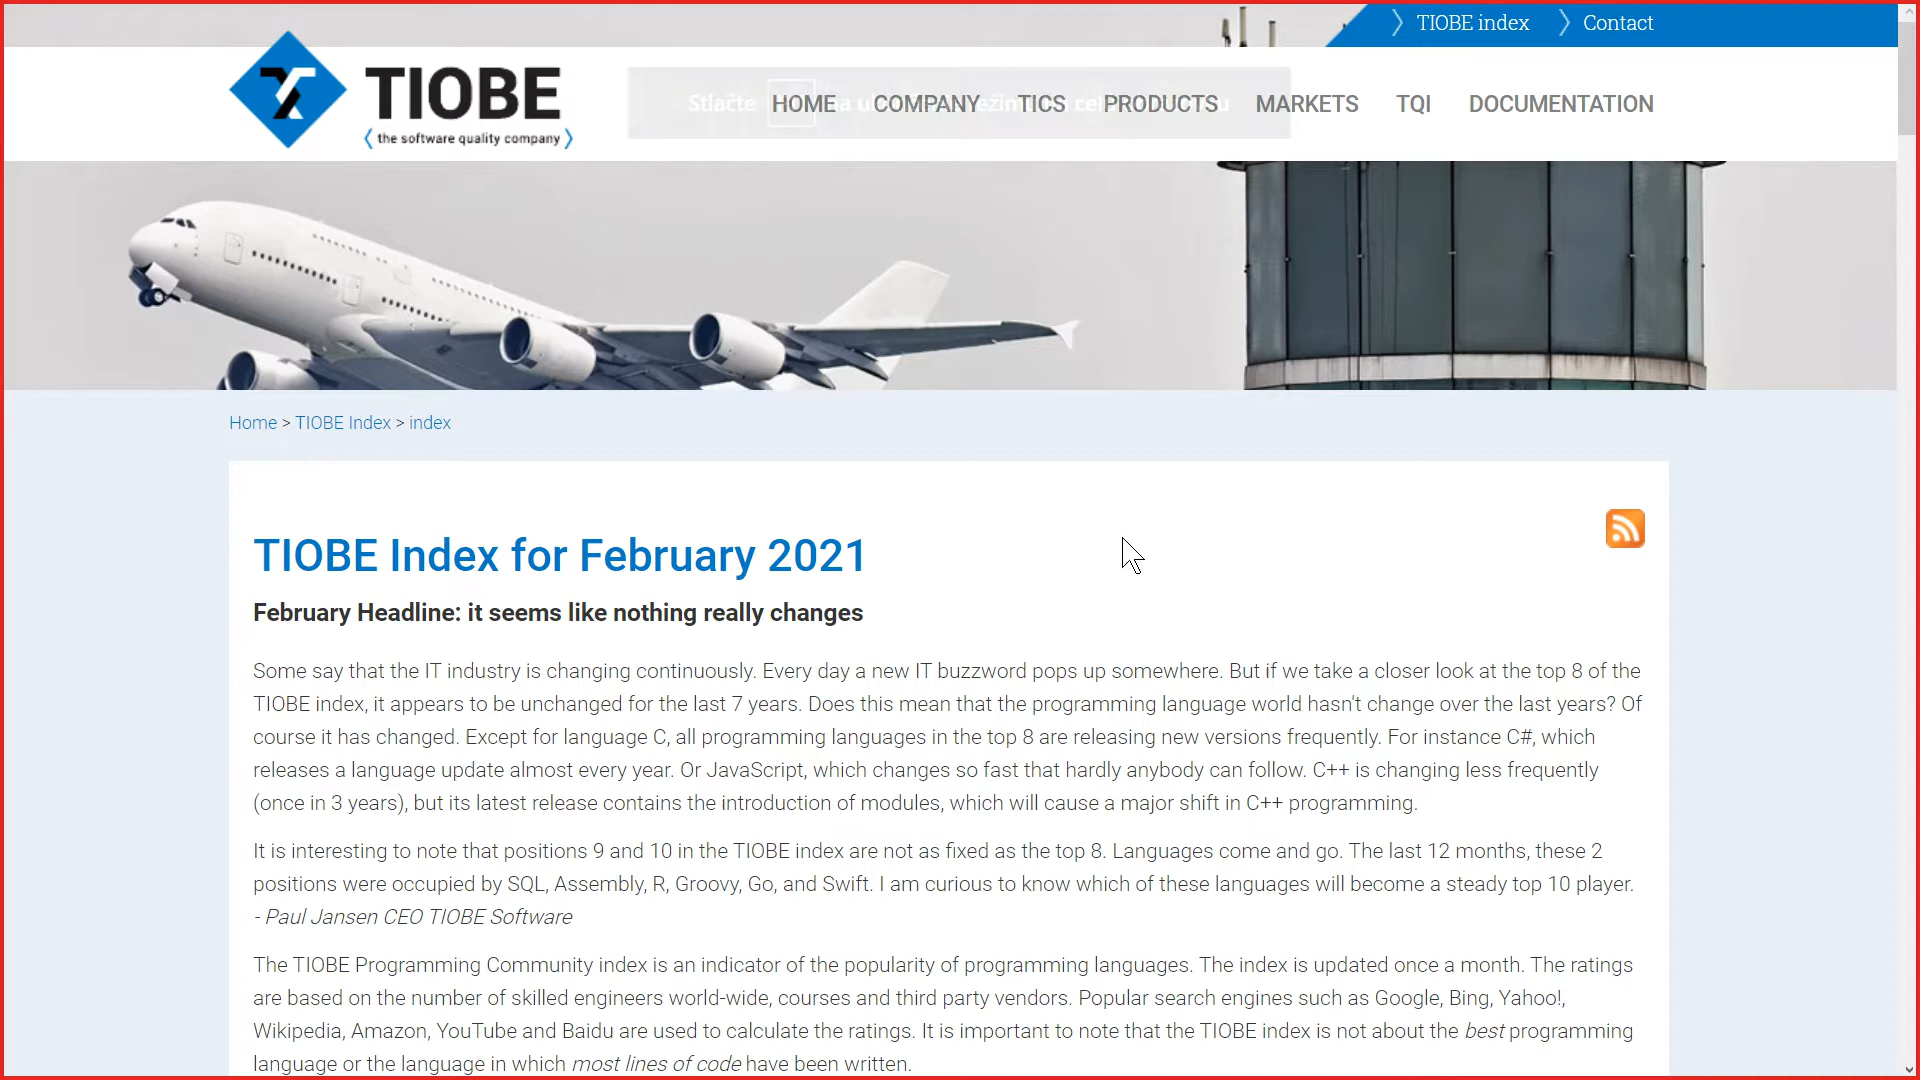 TIOBE index
Contact
TIOBE
the software quality company
Stlačte
HOME
COMPANY
TICS
PRODUCTS
MARKETS
TQI
DOCUMENTATION
Home > TIOBE Index > index
TIOBE Index for February 2021
February Headline: it seems like nothing really changes
Some say that the IT industry is changing continuously. Every day a new IT buzzword pops up somewhere. But if we take a closer look at the top 8 of the
TIOBE index, it appears to be unchanged for the last 7 years. Does this mean that the programming language world hasn't change over the last years? Of
course it has changed. Except for language C, all programming languages in the top 8 are releasing new versions frequently. For instance C#, which
releases a language update almost every year. Or JavaScript, which changes so fast that hardly anybody can follow. C++ is changing less frequently
(once in 3 years), but its latest release contains the introduction of modules, which will cause a major shift in C++ programming.
It is interesting to note that positions 9 and 10 in the TIOBE index are not as fixed as the top 8. Languages come and go. The last 12 months, these 2
positions were occupied by SQL, Assembly, R, Groovy, Go, and Swift. I am curious to know which of these languages will become a steady top 10 player.
- Paul Jansen CEO TIOBE Software
The TIOBE Programming Community index is an indicator of the popularity of programming languages. The index is updated once a month. The ratings
are based on the number of skilled engineers world-wide, courses and third party vendors. Popular search engines such as Google, Bing, Yahoo!,
Wikipedia, Amazon, YouTube and Baidu are used to calculate the ratings. It is important to note that the TIOBE index is not about the best programming
language or the language in which most lines of code have been written.